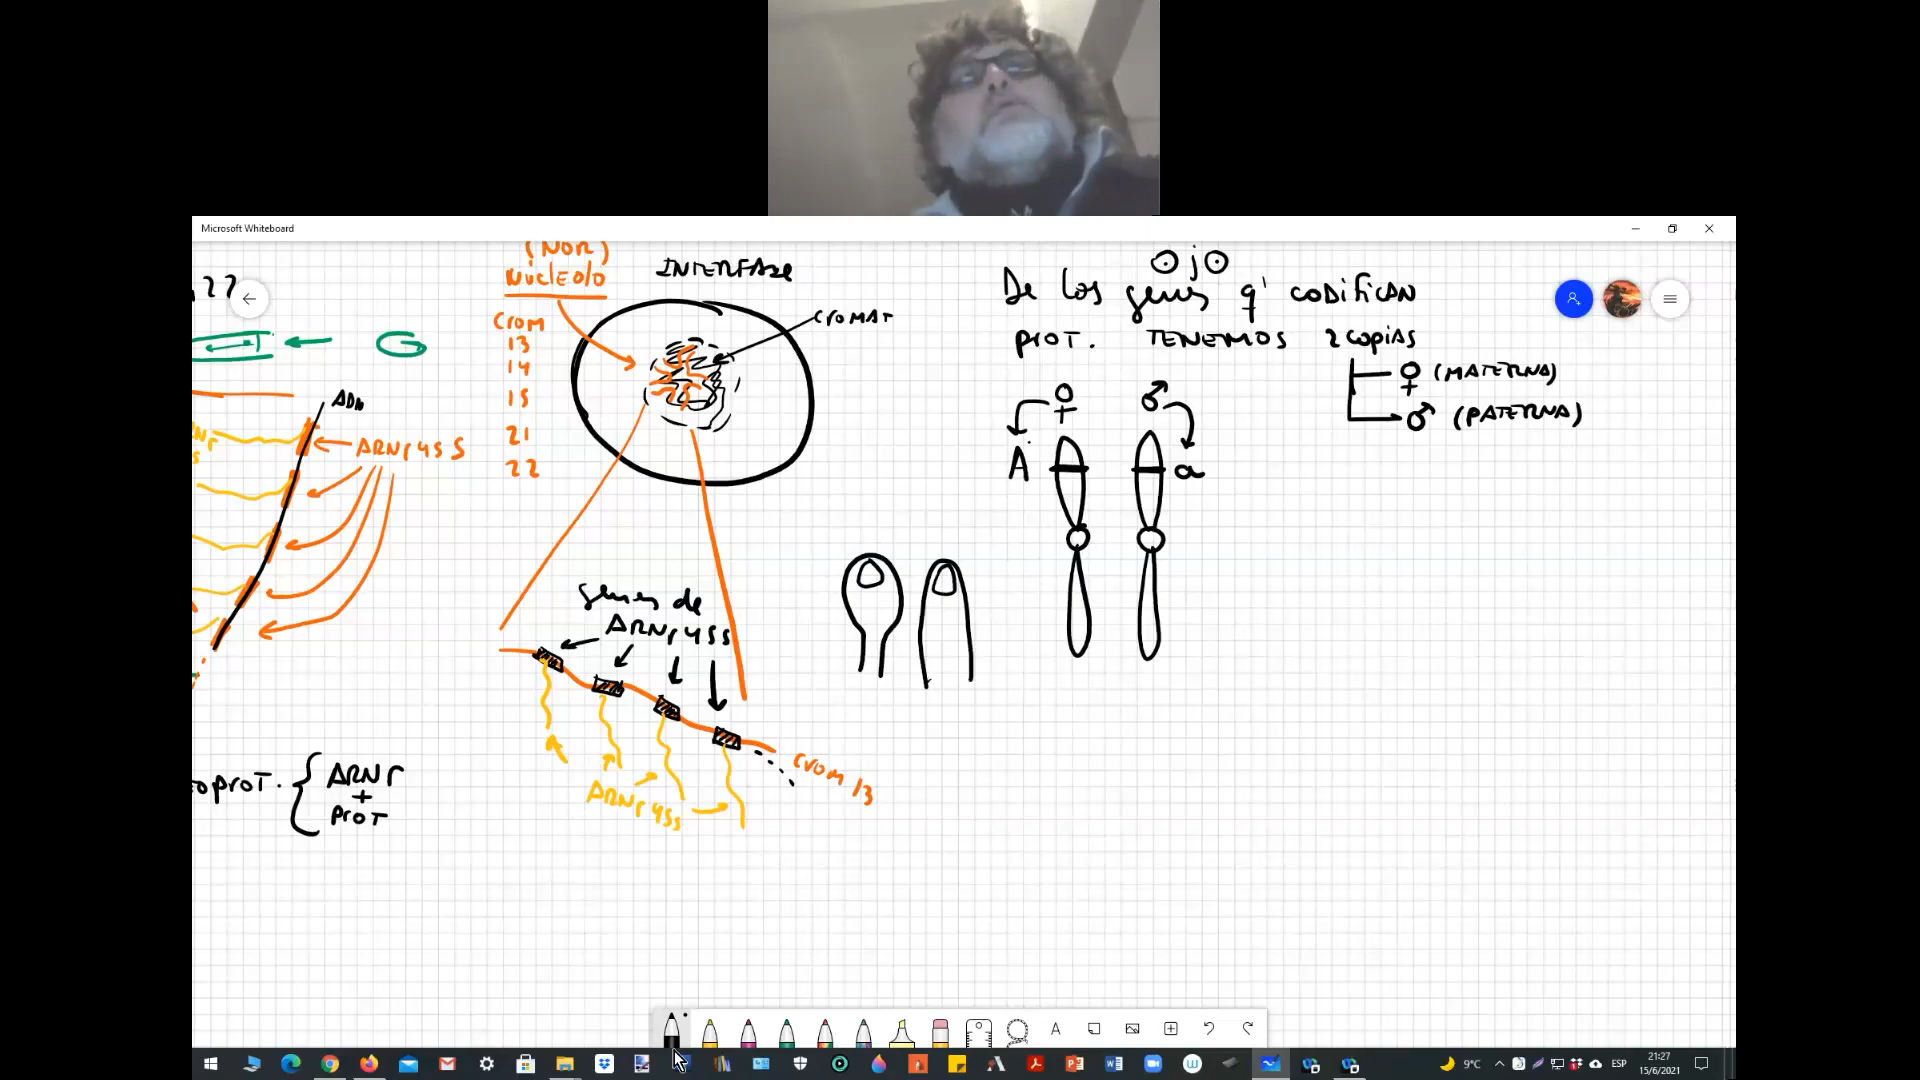 Microsoft Whiteboard
(NOR)
NUCLEOLO
Crom
13
14
15
21
22
INTERFASE
CROMAT
ADN
ARNr 45 S
genes de
ARNr 45S
ARNr 45S
Crom 13
ARNr
+
PROT
OJO
De los genes q' codifican
PROT. TENEMOS 2 copias
♀ (MATERNA)
♂ (PATERNA)
♀ ♂
A a
9°C
ESP
21:27
15/6/2021